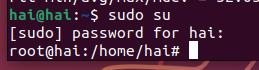 hai@hai:~$ sudo su
[sudo] password for hai:
root@hai:/home/hai#